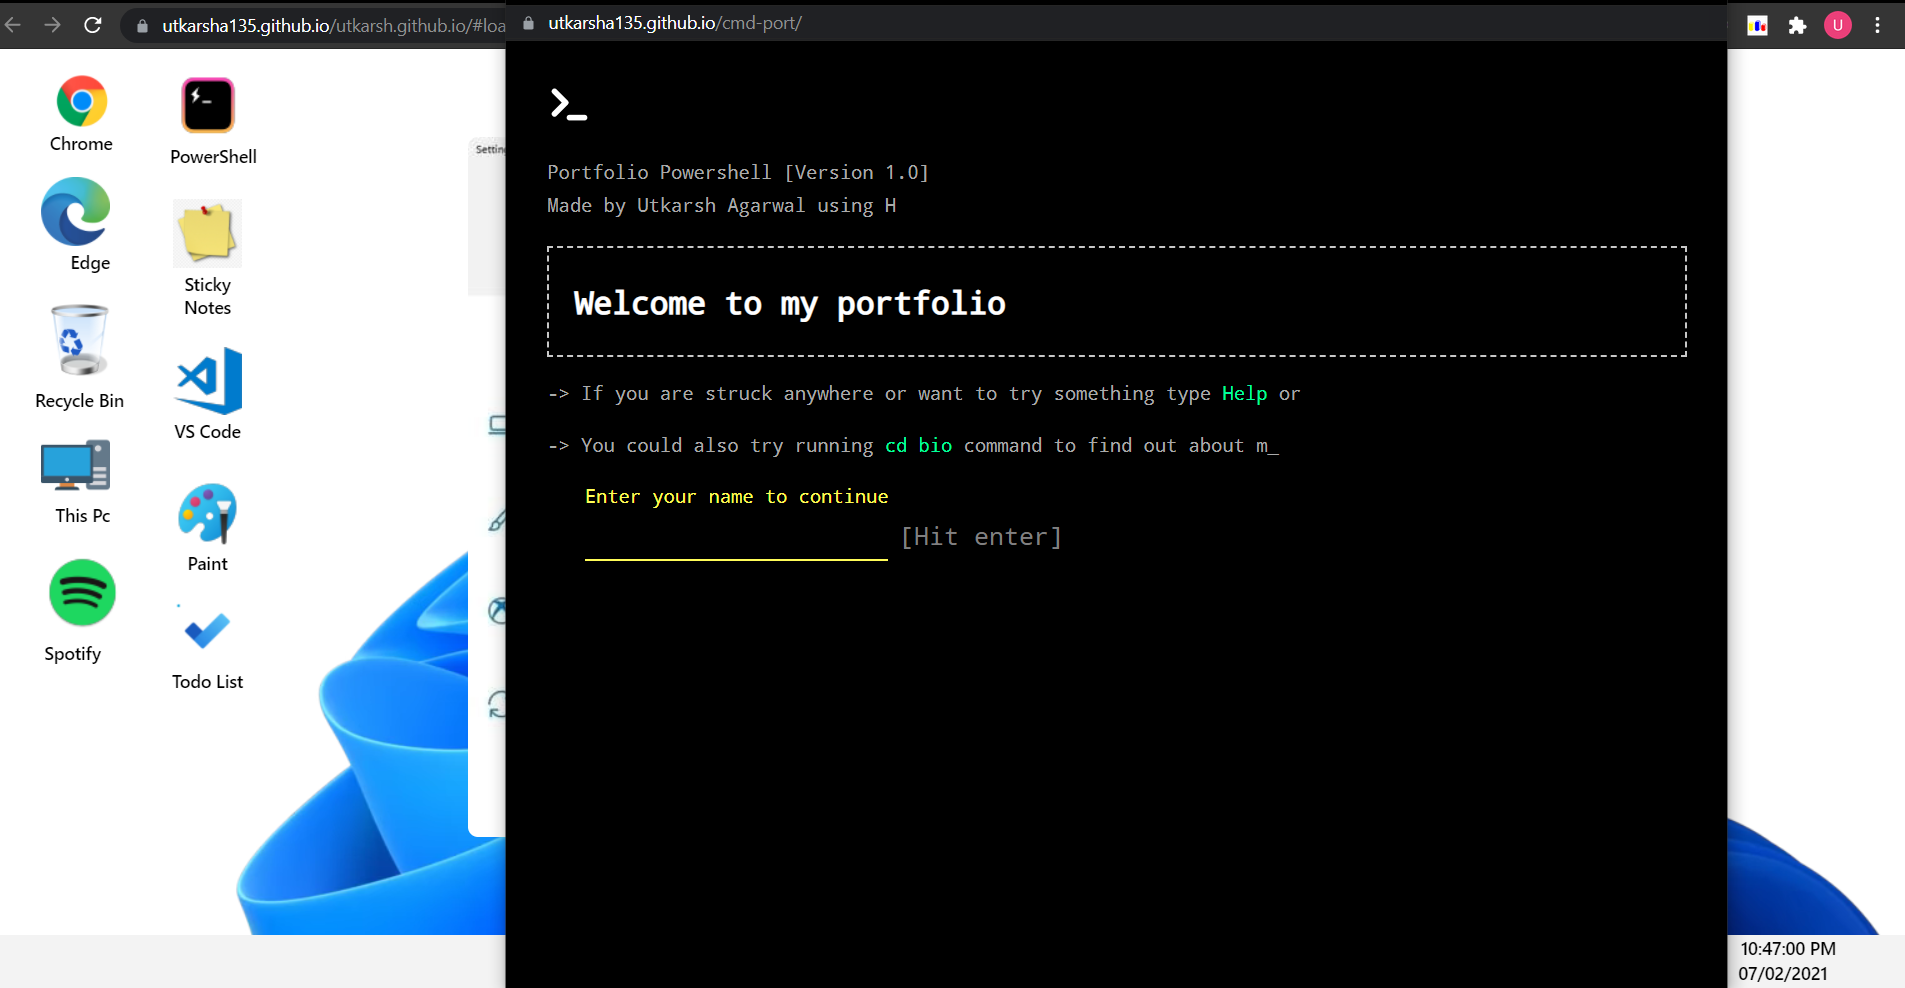 utkarsha135.github.io/utkarsh.github.io/#loa
utkarsha135.github.io/cmd-port/
U
Chrome
PowerShell
Edge
Sticky
Notes
Recycle Bin
VS Code
This Pc
Paint
Spotify
Todo List
Setting
Portfolio Powershell [Version 1.0]
Made by Utkarsh Agarwal using H
Welcome to my portfolio
-> If you are struck anywhere or want to try something type Help or
-> You could also try running cd bio command to find out about m_
Enter your name to continue
[Hit enter]
10:47:00 PM
07/02/2021